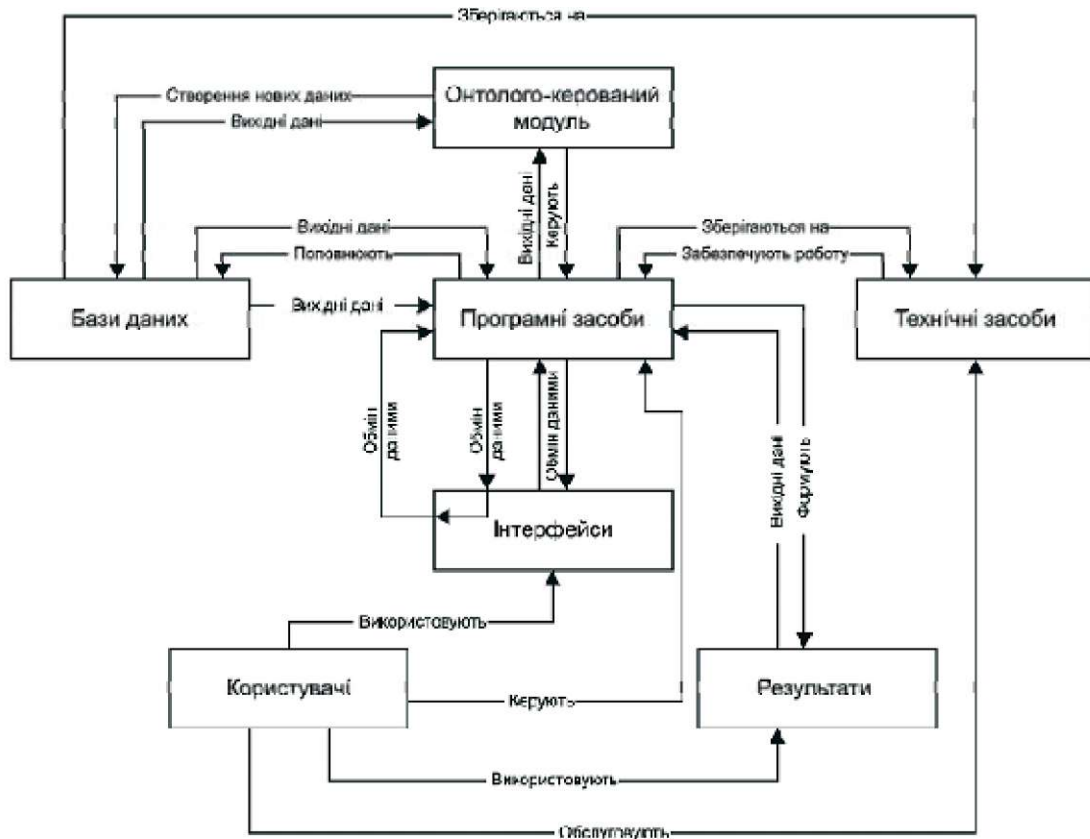 Зберігаються на
Створення нових даних
Онтолого-керований
модуль
Вихідні дані
Вихідні дані
Керують
Вихідні дані
Зберігаються на
Поповнюють
Забезпечують роботу
Бази даних
Вихідні дані
Програмні засоби
Технічні засоби
Обмін
даними
Обмін
даними
Обмін даними
Вихідні дані
Формують
Інтерфейси
Використовують
Користувачі
Керують
Результати
Використовують
Обслуговують